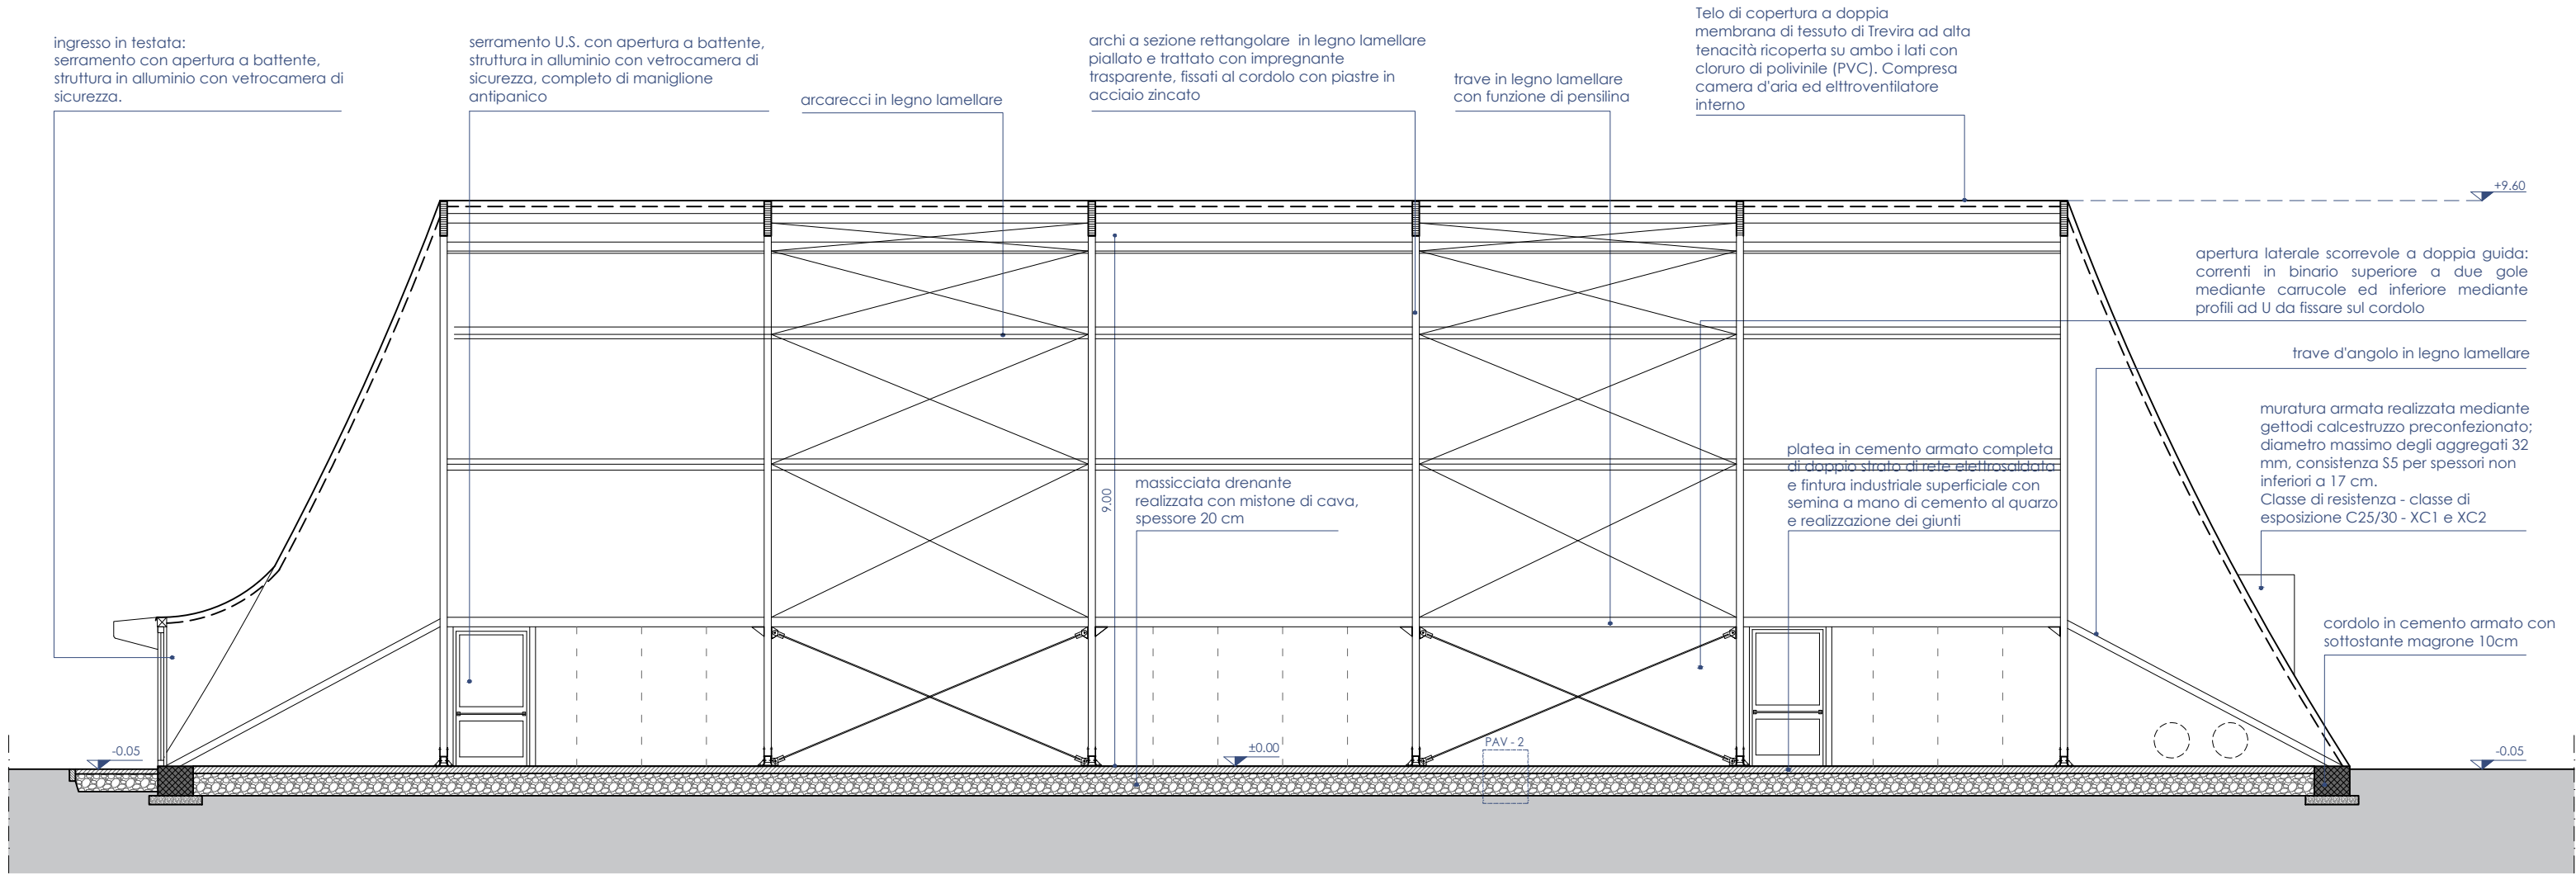 ingresso in testata:
serramento con apertura a battente,
struttura in alluminio con vetrocamera di
sicurezza.
serramento U.S. con apertura a battente,
struttura in alluminio con vetrocamera di
sicurezza, completo di maniglione
antipanico
arcarecci in legno lamellare
archi a sezione rettangolare in legno lamellare
piallato e trattato con impregnante
trasparente, fissati al cordolo con piastre in
acciaio zincato
trave in legno lamellare
con funzione di pensilina
Telo di copertura a doppia
membrana di tessuto di Trevira ad alta
tenacità ricoperta su ambo i lati con
cloruro di polivinile (PVC). Compresa
camera d'aria ed elttroventilatore
interno
+9.60
apertura laterale scorrevole a doppia guida:
correnti in binario superiore a due gole
mediante carrucole ed inferiore mediante
profili ad U da fissare sul cordolo
trave d'angolo in legno lamellare
muratura armata realizzata mediante
gettodi calcestruzzo preconfezionato;
diametro massimo degli aggregati 32
mm, consistenza S5 per spessori non
inferiori a 17 cm.
Classe di resistenza - classe di
esposizione C25/30 - XC1 e XC2
platea in cemento armato completa
di doppio strato di rete elettrosaldata
e fintura industriale superficiale con
semina a mano di cemento al quarzo
e realizzazione dei giunti
massicciata drenante
realizzata con mistone di cava,
spessore 20 cm
9.00
cordolo in cemento armato con
sottostante magrone 10cm
-0.05
±0.00
PAV - 2
-0.05